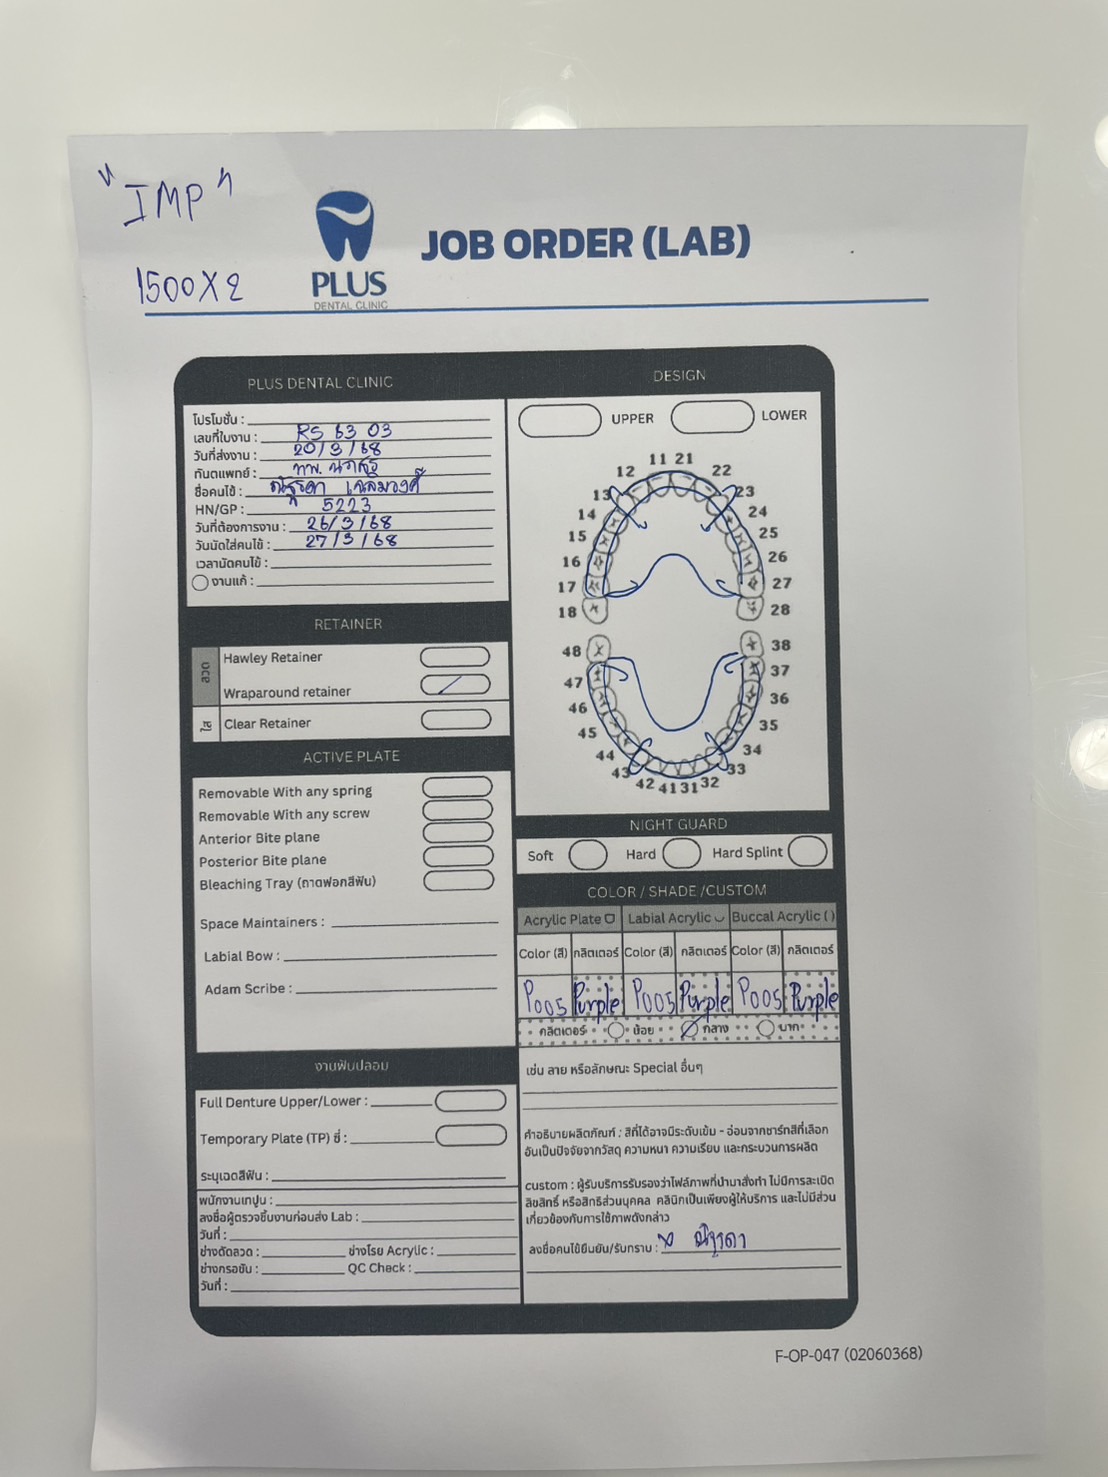 "IMP"
1500X2
PLUS
DENTAL CLINIC
JOB ORDER (LAB)
PLUS DENTAL CLINIC
โปรโมชั่น :
เลขที่ใบงาน : RS 63 03
วันที่ส่งงาน : 20/3/68
ทันตแพทย์ : ทพ.
ชื่อคนไข้ : ณัฐรดา
HN/GP : 5223
วันที่ต้องการงาน : 26/3/68
วันนัดใส่คนไข้ : 27/3/68
เวลานัดคนไข้ :
งานแก้ :
RETAINER
ลวด
Hawley Retainer
Wraparound retainer
ใส
Clear Retainer
ACTIVE PLATE
Removable With any spring
Removable With any screw
Anterior Bite plane
Posterior Bite plane
Bleaching Tray (ถาดฟอกสีฟัน)
Space Maintainers :
Labial Bow :
Adam Scribe :
งานฟันปลอม
Full Denture Upper/Lower :
Temporary Plate (TP) ซี่ :
ระบุเฉดสีฟัน :
พนักงานเทปูน :
ลงชื่อผู้ตรวจชิ้นงานก่อนส่ง Lab :
วันที่ :
ช่างดัดลวด : ช่างโรย Acrylic :
ช่างกรอขัด : QC Check :
วันที่ :
DESIGN
UPPER LOWER
11 21
12 22
13 23
14 24
15 25
16 26
17 27
18 28
48 38
47 37
46 36
45 35
44 34
43 33
42 41 31 32
NIGHT GUARD
Soft Hard Hard Splint
COLOR / SHADE /CUSTOM
Acrylic Plate Labial Acrylic Buccal Acrylic ( )
Color (สี) กลิตเตอร์ Color (สี) กลิตเตอร์ Color (สี) กลิตเตอร์
P005 Purple P005 Purple P005 Purple
กลิตเตอร์ น้อย กลาง มาก
เช่น ลาย หรือลักษณะ Special อื่นๆ
คำอธิบายผลิตภัณฑ์ : สีที่ได้อาจมีระดับเข้ม - อ่อนจากชาร์ทสีที่เลือก
อันเป็นปัจจัยจากวัสดุ ความหนา ความเรียบ และกระบวนการผลิต
custom : ผู้รับบริการรับรองว่าไฟล์ภาพที่นำมาสั่งทำ ไม่มีการละเมิด
ลิขสิทธิ์ หรือสิทธิส่วนบุคคล คลินิกเป็นเพียงผู้ให้บริการ และไม่มีส่วน
เกี่ยวข้องกับการใช้ภาพดังกล่าว
ลงชื่อคนไข้ยืนยัน/รับทราบ : x ณัฐรดา
F-OP-047 (02060368)